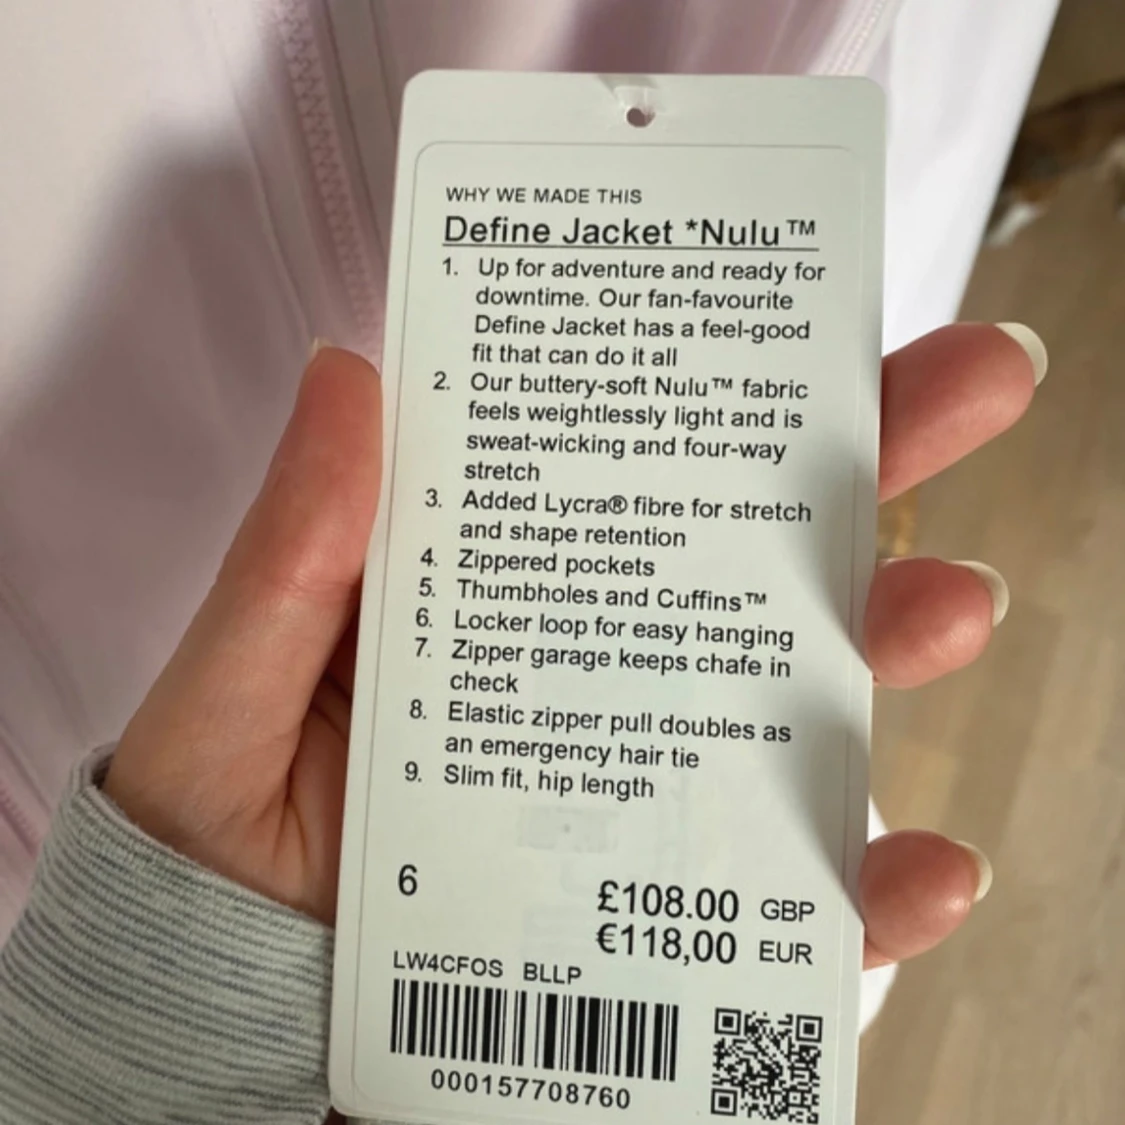 WHY WE MADE THIS
Define Jacket *Nulu™
1. Up for adventure and ready for
downtime. Our fan-favourite
Define Jacket has a feel-good
fit that can do it all
2. Our buttery-soft Nulu™ fabric
feels weightlessly light and is
sweat-wicking and four-way
stretch
3. Added Lycra® fibre for stretch
and shape retention
4. Zippered pockets
5. Thumbholes and Cuffins™
6. Locker loop for easy hanging
7. Zipper garage keeps chafe in
check
8. Elastic zipper pull doubles as
an emergency hair tie
9. Slim fit, hip length
6 £108.00 GBP
€118,00 EUR
LW4CFOS BLLP
000157708760